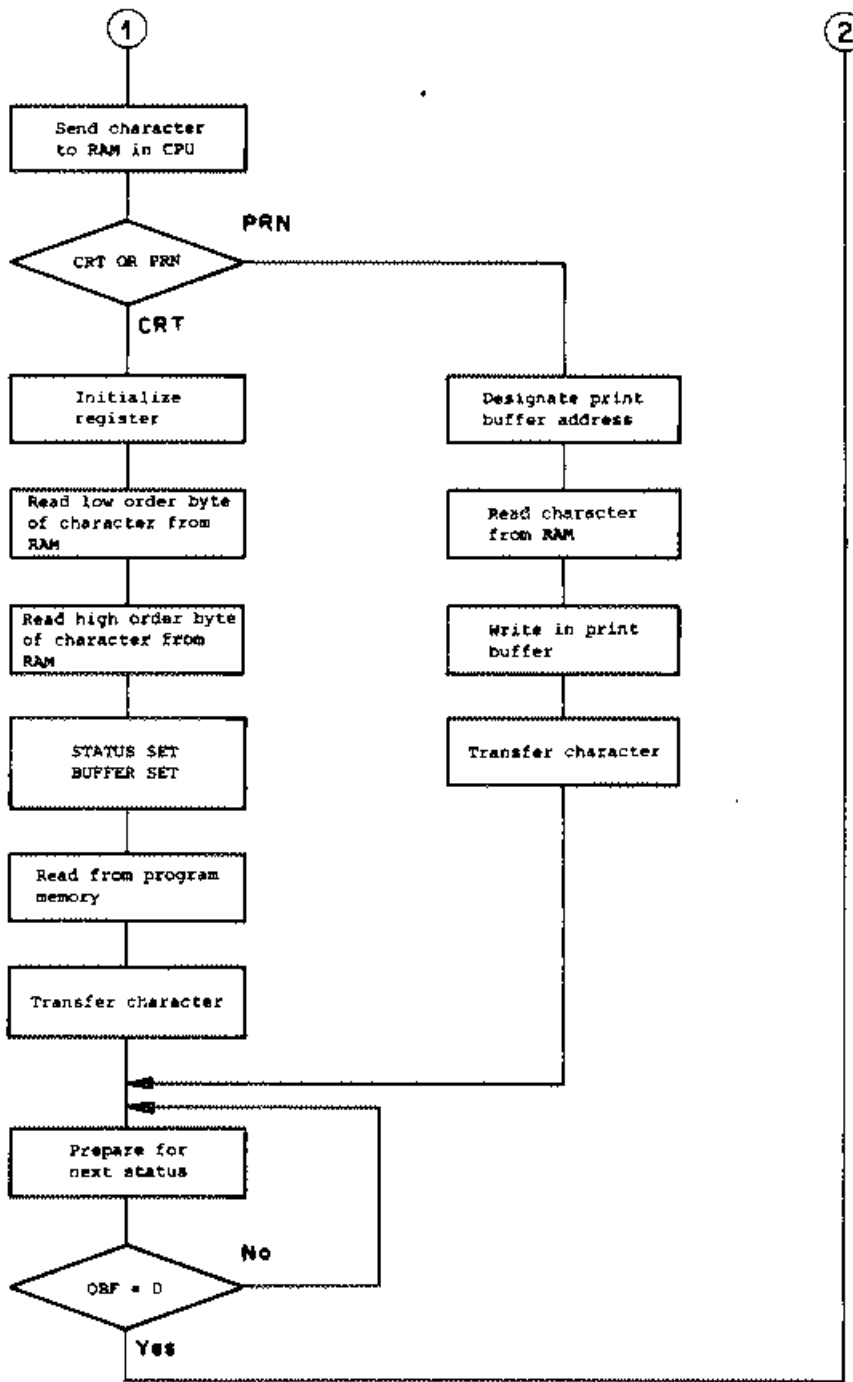 1
2
Send character
to RAM in CPU
PRN
CRT OR PRN
CRT
Initialize
register
Designate print
buffer address
Read low order byte
of character from
RAM
Read character
from RAM
Read high order byte
of character from
RAM
Write in print
buffer
STATUS SET
BUFFER SET
Transfer character
Read from program
memory
Transfer character
Prepare for
next status
No
OBF = D
Yes